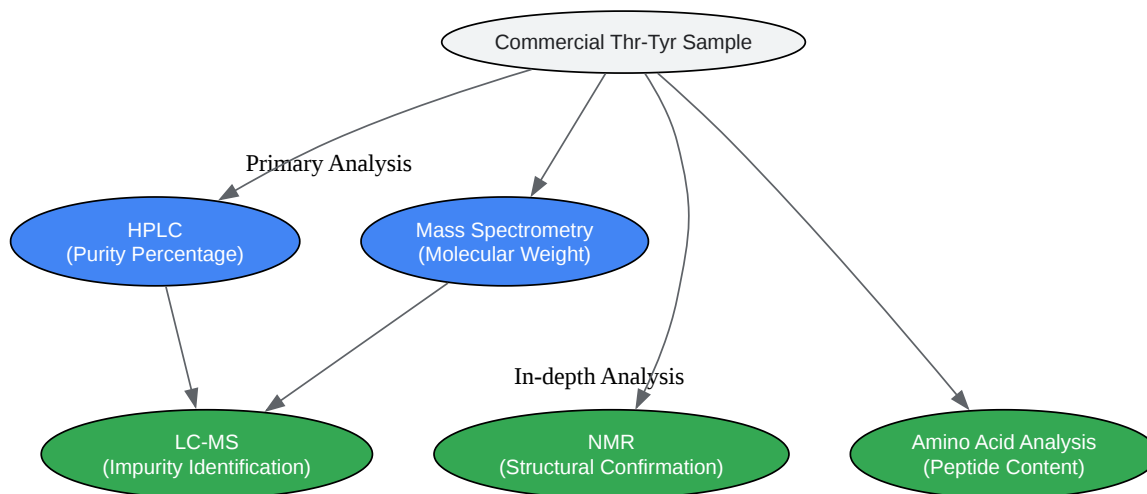 Commercial Thr-Tyr Sample
Primary Analysis
HPLC
(Purity Percentage)
Mass Spectrometry
(Molecular Weight)
In-depth Analysis
LC-MS
(Impurity Identification)
NMR
(Structural Confirmation)
Amino Acid Analysis
(Peptide Content)